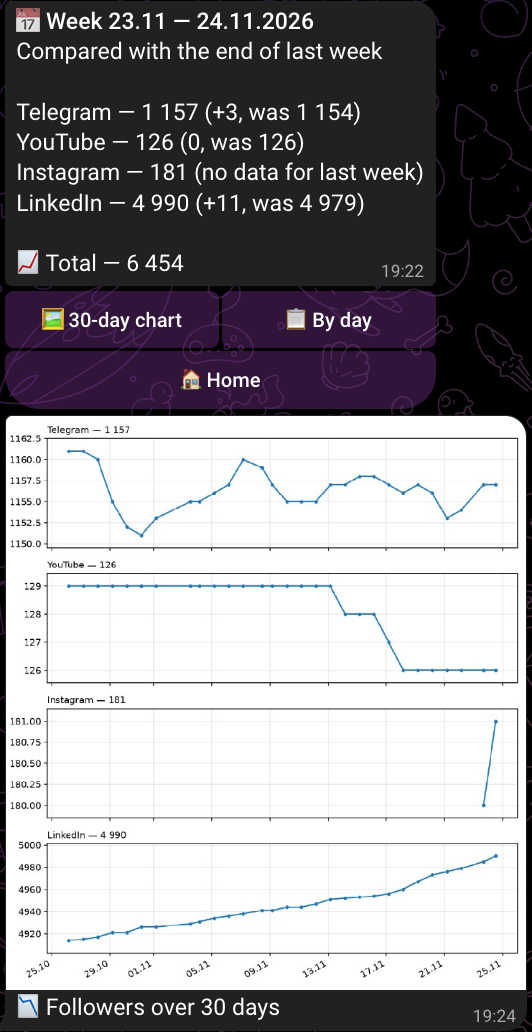 📅 Week 23.11 — 24.11.2026
Compared with the end of last week
Telegram — 1 157 (+3, was 1 154)
YouTube — 126 (0, was 126)
Instagram — 181 (no data for last week)
LinkedIn — 4 990 (+11, was 4 979)
📈 Total — 6 454
19:22
🖼️ 30-day chart
📋 By day
🏠 Home
Telegram — 1 157
1162.5
1160.0
1157.5
1155.0
1152.5
1150.0
YouTube — 126
129
128
127
126
Instagram — 181
181.00
180.75
180.50
180.25
180.00
LinkedIn — 4 990
5000
4980
4960
4940
4920
25.10 29.10 01.11 05.11 09.11 13.11 17.11 21.11 25.11
📉 Followers over 30 days
19:24